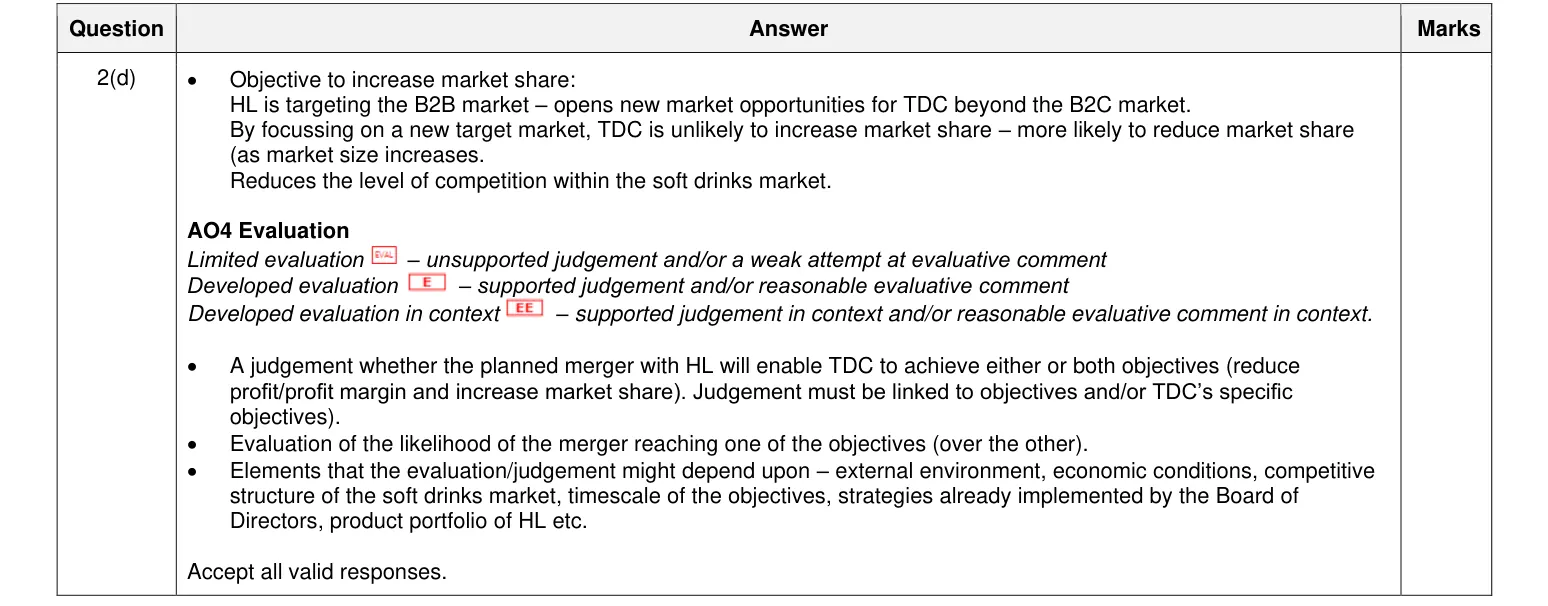 Question Answer Marks
2(d)
• Objective to increase market share:
HL is targeting the B2B market – opens new market opportunities for TDC beyond the B2C market.
By focussing on a new target market, TDC is unlikely to increase market share – more likely to reduce market share
(as market size increases.
Reduces the level of competition within the soft drinks market.
AO4 Evaluation
Limited evaluation EVAL – unsupported judgement and/or a weak attempt at evaluative comment
Developed evaluation E – supported judgement and/or reasonable evaluative comment
Developed evaluation in context EE – supported judgement in context and/or reasonable evaluative comment in context.
• A judgement whether the planned merger with HL will enable TDC to achieve either or both objectives (reduce
profit/profit margin and increase market share). Judgement must be linked to objectives and/or TDC’s specific
objectives).
• Evaluation of the likelihood of the merger reaching one of the objectives (over the other).
• Elements that the evaluation/judgement might depend upon – external environment, economic conditions, competitive
structure of the soft drinks market, timescale of the objectives, strategies already implemented by the Board of
Directors, product portfolio of HL etc.
Accept all valid responses.